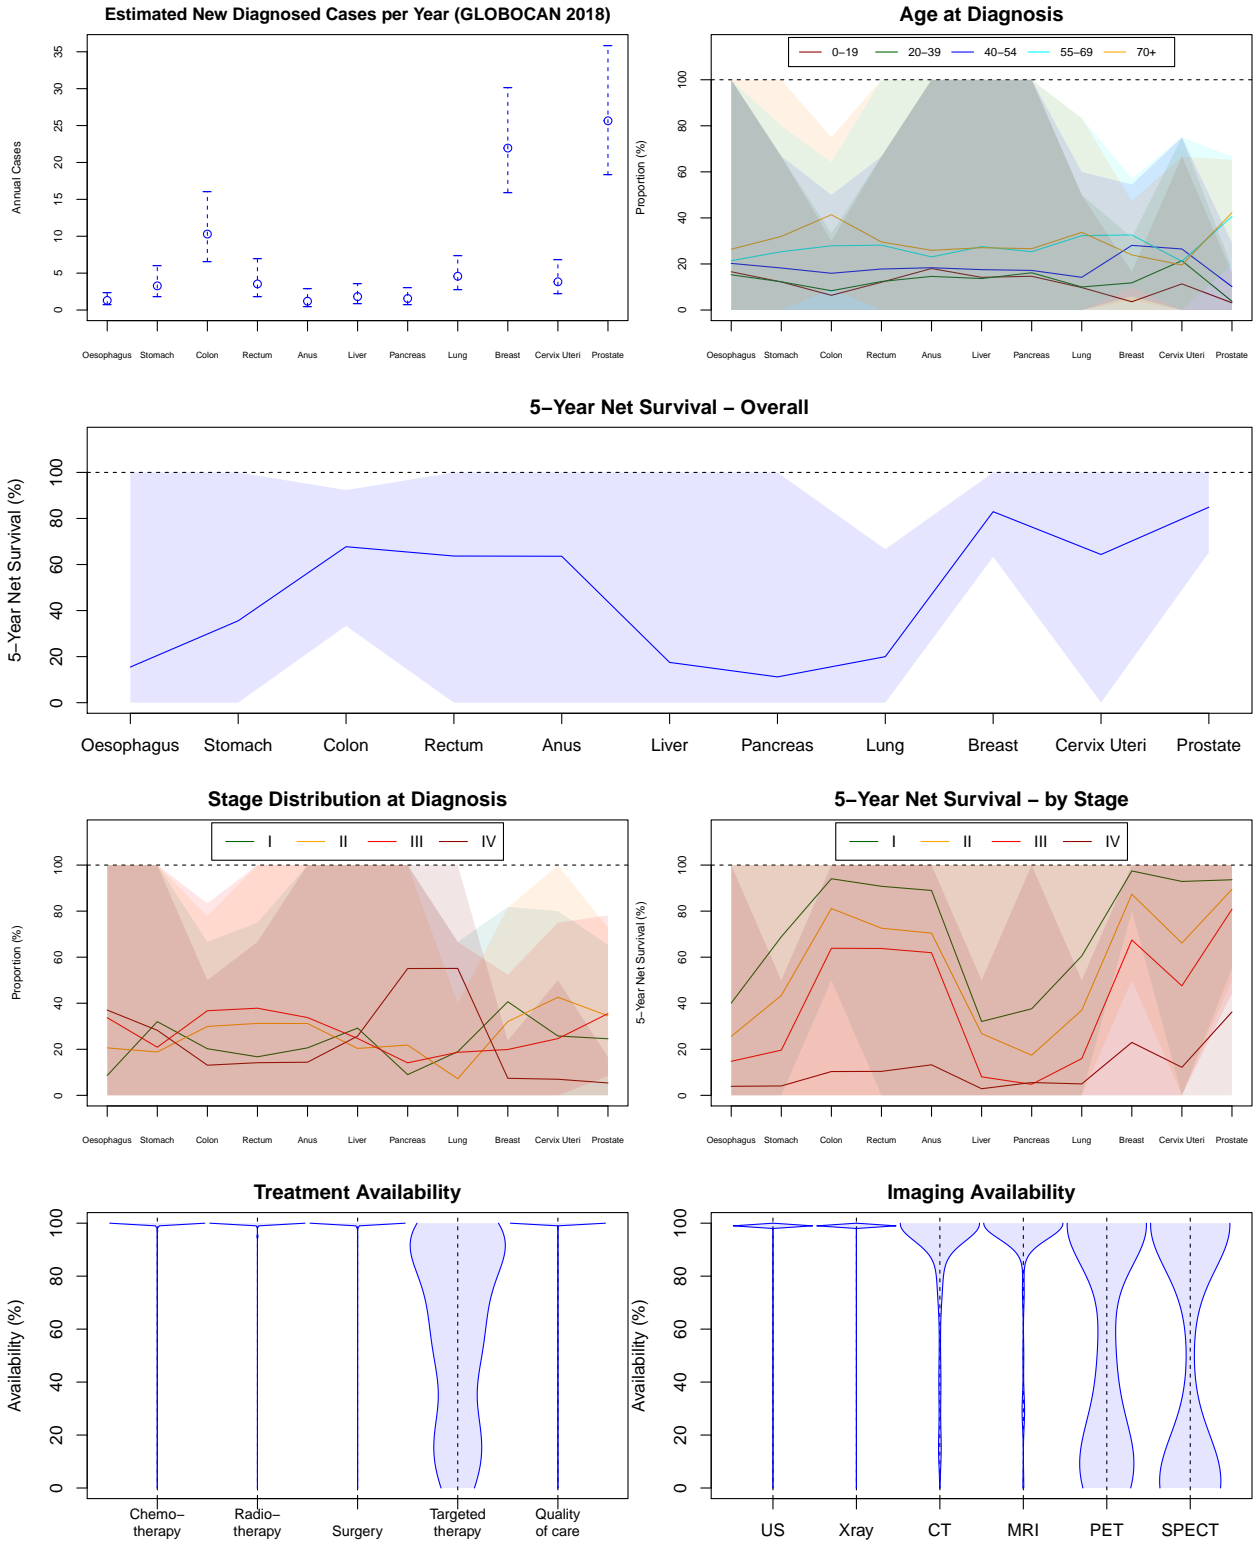 Estimated New Diagnosed Cases per Year (GLOBOCAN 2018)
Annual Cases
0 5 10 15 20 25 30 35
Oesophagus Stomach Colon Rectum Anus Liver Pancreas Lung Breast Cervix Uteri Prostate
Age at Diagnosis
0−19 20−39 40−54 55−69 70+
Proportion (%)
0 20 40 60 80 100
Oesophagus Stomach Colon Rectum Anus Liver Pancreas Lung Breast Cervix Uteri Prostate
5−Year Net Survival − Overall
5−Year Net Survival (%)
0 20 40 60 80 100
Oesophagus Stomach Colon Rectum Anus Liver Pancreas Lung Breast Cervix Uteri Prostate
Stage Distribution at Diagnosis
I II III IV
Proportion (%)
0 20 40 60 80 100
Oesophagus Stomach Colon Rectum Anus Liver Pancreas Lung Breast Cervix Uteri Prostate
5−Year Net Survival − by Stage
I II III IV
5−Year Net Survival (%)
0 20 40 60 80 100
Oesophagus Stomach Colon Rectum Anus Liver Pancreas Lung Breast Cervix Uteri Prostate
Treatment Availability
Availability (%)
0 20 40 60 80 100
Chemo− Radio− Targeted Quality
therapy therapy Surgery therapy of care
Imaging Availability
Availability (%)
0 20 40 60 80 100
US Xray CT MRI PET SPECT